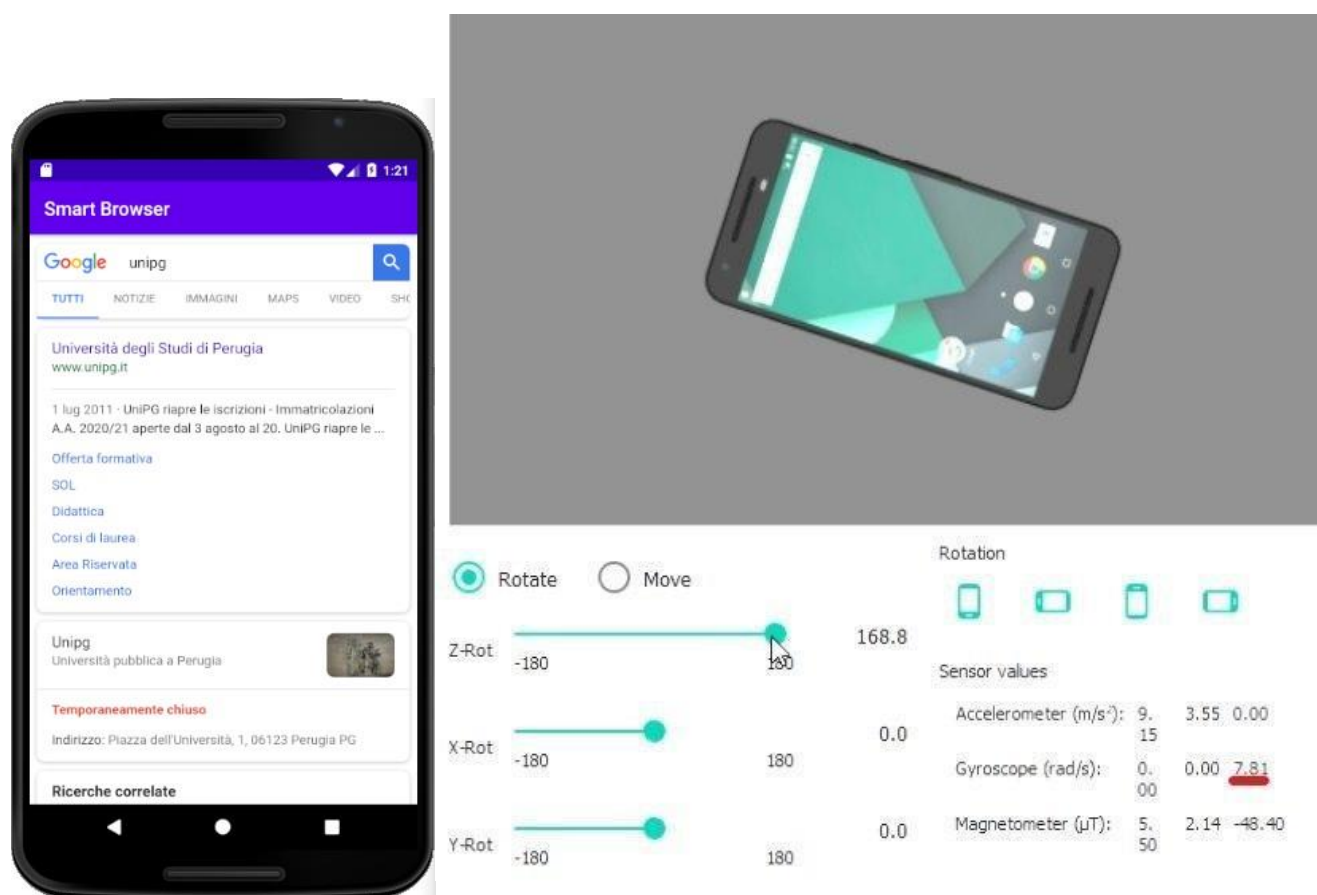 1:21
Smart Browser
Google unipg
TUTTI NOTIZIE IMMAGINI MAPS VIDEO SHO
Università degli Studi di Perugia
www.unipg.it
1 lug 2011 · UniPG riapre le iscrizioni - Immatricolazioni
A.A. 2020/21 aperte dal 3 agosto al 20. UniPG riapre le ...
Offerta formativa
SOL
Didattica
Corsi di laurea
Area Riservata
Orientamento
Unipg
Università pubblica a Perugia
Temporaneamente chiuso
Indirizzo: Piazza dell'Università, 1, 06123 Perugia PG
Ricerche correlate
Rotate Move
Z-Rot -180 180 168.8
X-Rot -180 180 0.0
Y-Rot -180 180 0.0
Rotation
Sensor values
Accelerometer (m/s²): 9. 3.55 0.00
15
Gyroscope (rad/s): 0. 0.00 7.81
00
Magnetometer (μT): 5. 2.14 -48.40
50